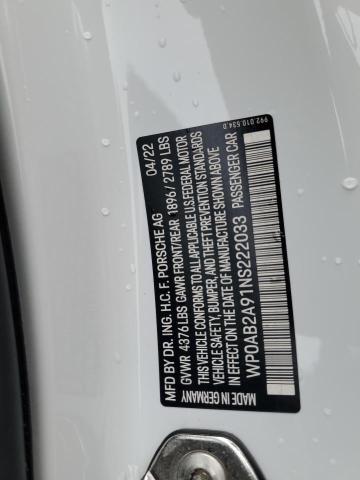 MFD BY DR. ING. H.C. F. PORSCHE AG 04/22
GVWR 4376 LBS GAWR FRONT/REAR 1896 / 2789 LBS
THIS VEHICLE CONFORMS TO ALL APPLICABLE U.S. FEDERAL MOTOR
VEHICLE SAFETY, BUMPER, AND THEFT PREVENTION STANDARDS
IN EFFECT ON THE DATE OF MANUFACTURE SHOWN ABOVE
WP0AB2A91NS222033 PASSENGER CAR
MADE IN GERMANY
992.010.534.D